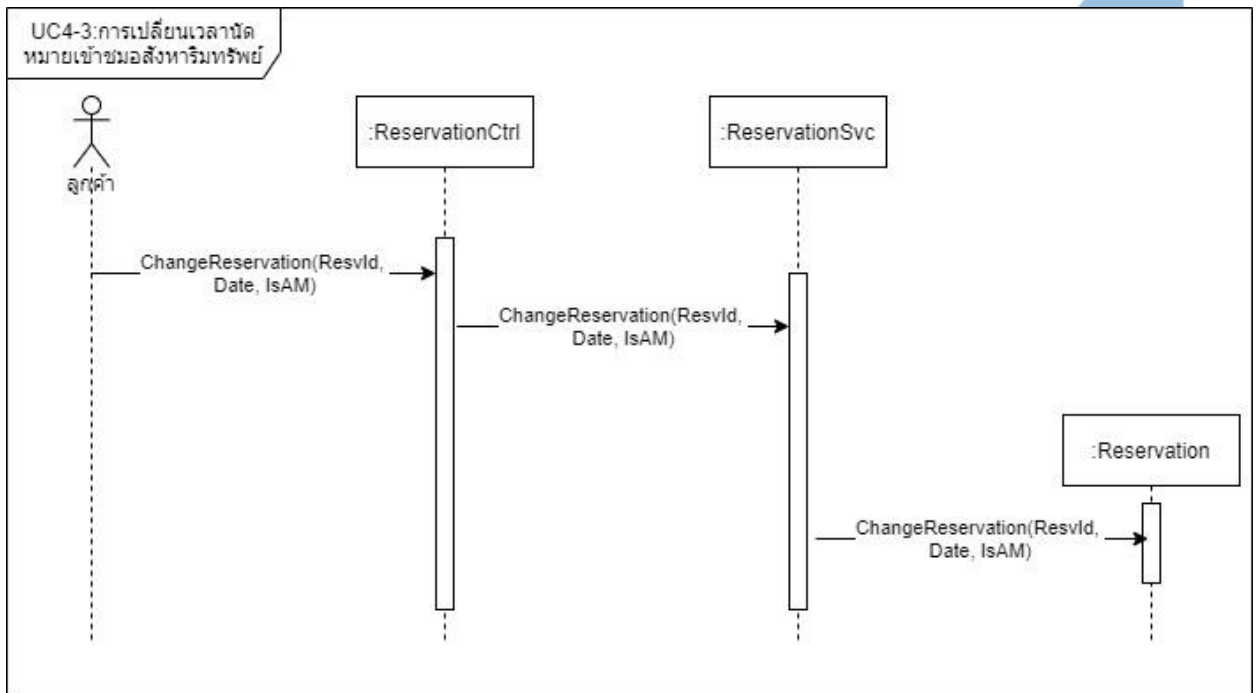 UC4-3:การเปลี่ยนเวลานัด
หมายเข้าชมอสังหาริมทรัพย์
:ReservationCtrl
:ReservationSvc
ลูกค้า
ChangeReservation(ResvId,
Date, IsAM)
ChangeReservation(ResvId,
Date, IsAM)
:Reservation
ChangeReservation(ResvId,
Date, IsAM)